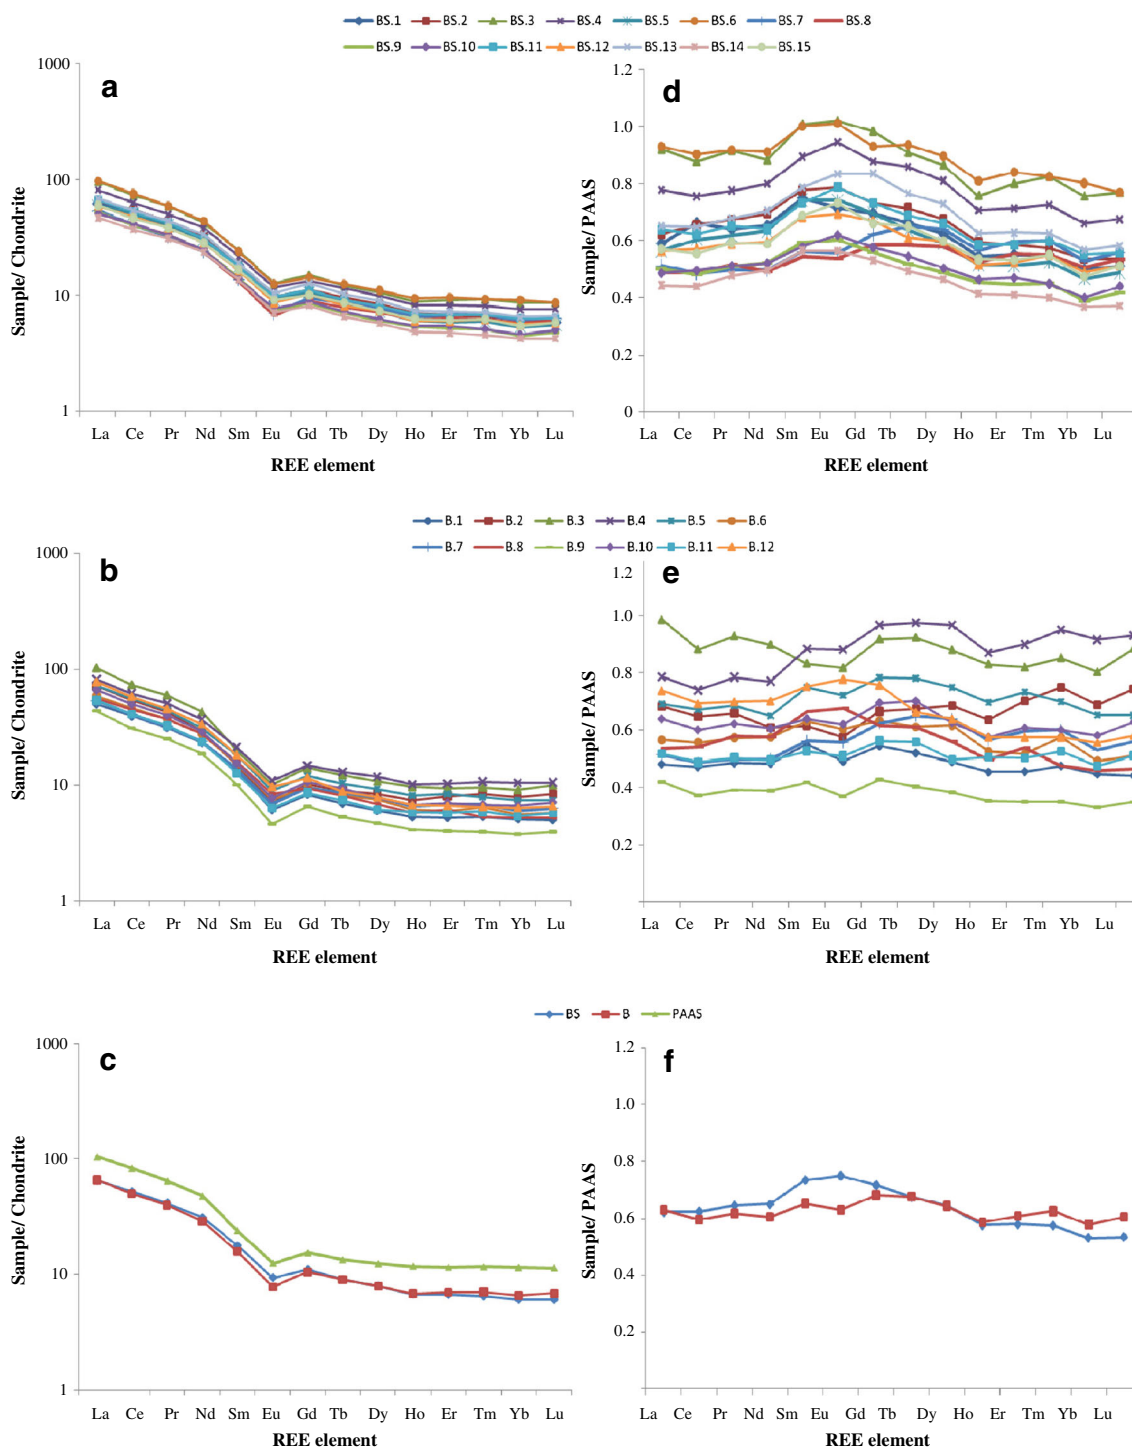 BS.1 BS.2 BS.3 BS.4 BS.5 BS.6 BS.7 BS.8
BS.9 BS.10 BS.11 BS.12 BS.13 BS.14 BS.15
a
1000
100
10
1
Sample/ Chondrite
La Ce Pr Nd Sm Eu Gd Tb Dy Ho Er Tm Yb Lu
REE element
d
1.2
1.0
0.8
0.6
0.4
0.2
0
Sample/ PAAS
La Ce Pr Nd Sm Eu Gd Tb Dy Ho Er Tm Yb Lu
REE element
B.1 B.2 B.3 B.4 B.5 B.6
B.7 B.8 B.9 B.10 B.11 B.12
b
1000
100
10
1
Sample/ Chondrite
La Ce Pr Nd Sm Eu Gd Tb Dy Ho Er Tm Yb Lu
REE element
e
1.2
1.0
0.8
0.6
0.4
0.2
Sample/ PAAS
La Ce Pr Nd Sm Eu Gd Tb Dy Ho Er Tm Yb Lu
REE element
BS B PAAS
c
1000
100
10
1
Sample/ Chondrite
La Ce Pr Nd Sm Eu Gd Tb Dy Ho Er Tm Yb Lu
REE element
f
1.2
1.0
0.8
0.6
0.4
0.2
Sample/ PAAS
La Ce Pr Nd Sm Eu Gd Tb Dy Ho Er Tm Yb Lu
REE element